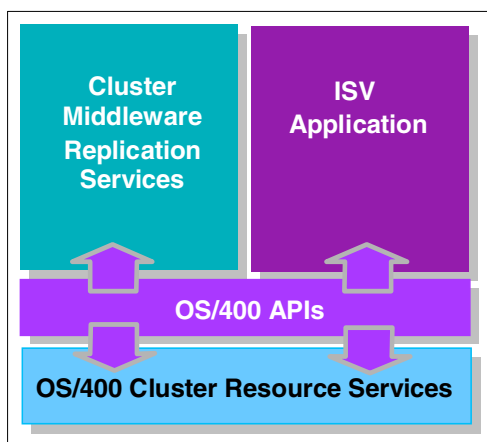 Cluster
Middleware
Replication
Services
ISV
Application
OS/400 APIs
OS/400 Cluster Resource Services